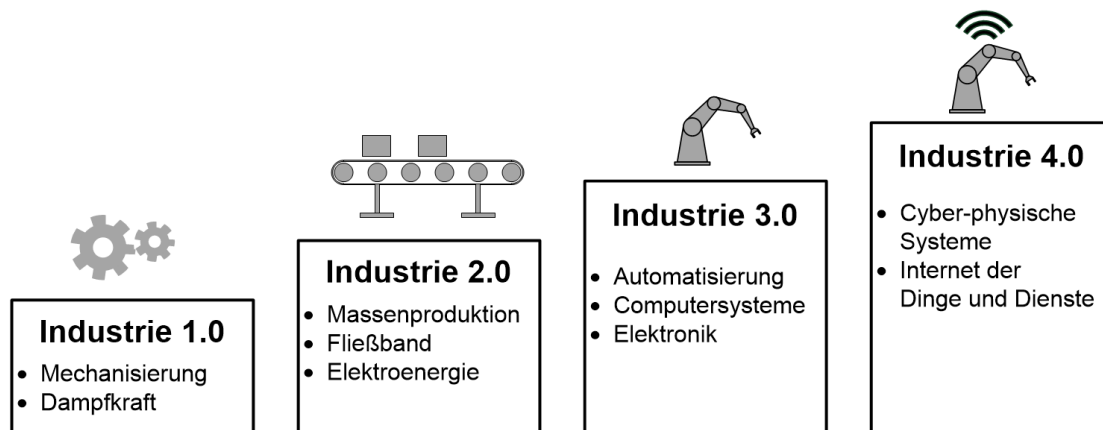 Industrie 1.0
• Mechanisierung
• Dampfkraft
Industrie 2.0
• Massenproduktion
• Fließband
• Elektroenergie
Industrie 3.0
• Automatisierung
• Computersysteme
• Elektronik
Industrie 4.0
• Cyber-physische
Systeme
• Internet der
Dinge und Dienste